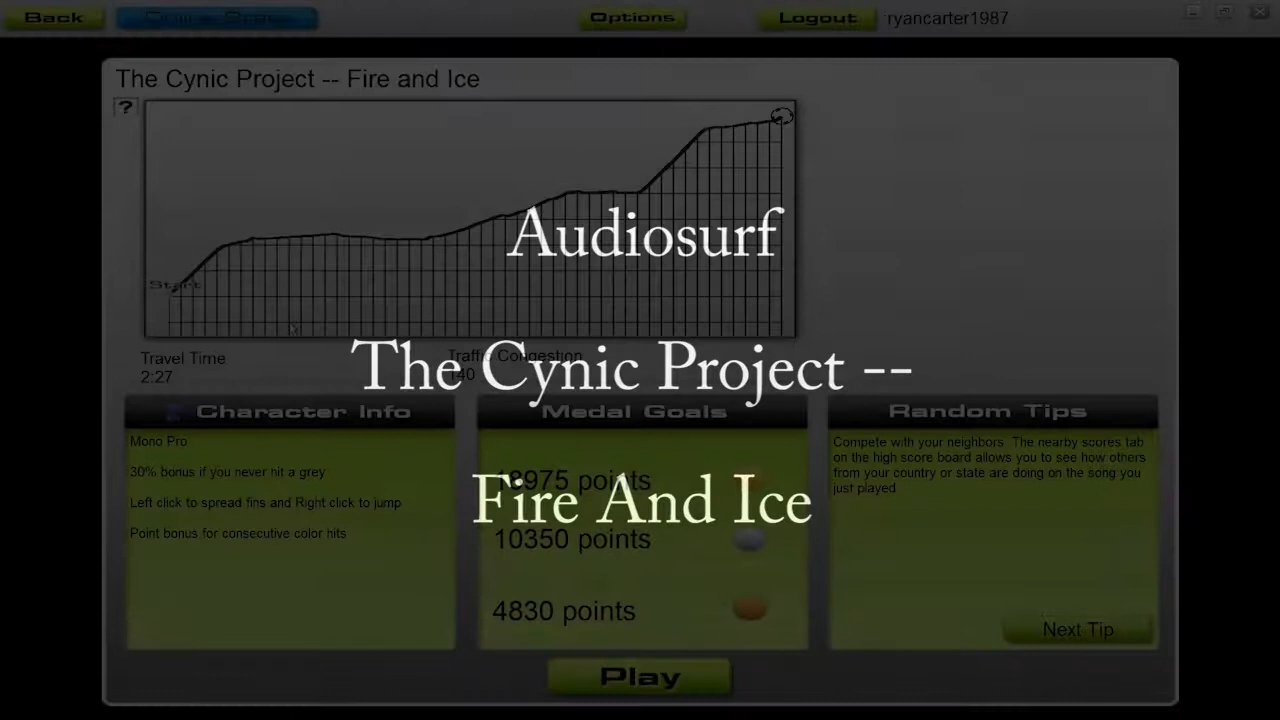 Back
Options
Logout
ryancarter1987
The Cynic Project -- Fire and Ice
?
Start
Travel Time
2:27
Traffic Congestion
140
Audiosurf
The Cynic Project --
Fire And Ice
Character Info
Mono Pro
30% bonus if you never hit a grey
Left click to spread fins and Right click to jump
Point bonus for consecutive color hits
Medal Goals
18975 points
10350 points
4830 points
Random Tips
Compete with your neighbors. The nearby scores tab
on the high score board allows you to see how others
from your country or state are doing on the song you
just played
Next Tip
Play